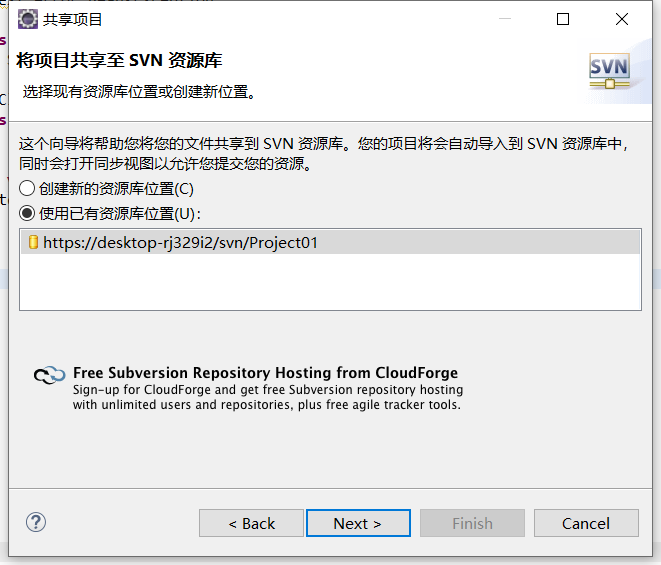 共享项目
将项目共享至 SVN 资源库
选择现有资源库位置或创建新位置。
SVN
这个向导将帮助您将您的文件共享到 SVN 资源库。您的项目将会自动导入到 SVN 资源库中，
同时会打开同步视图以允许您提交您的资源。
创建新的资源库位置(C)
使用已有资源库位置(U)：
https://desktop-rj329i2/svn/Project01
Free Subversion Repository Hosting from CloudForge
Sign-up for CloudForge and get free Subversion repository hosting
with unlimited users and repositories, plus free agile tracker tools.
?
< Back
Next >
Finish
Cancel